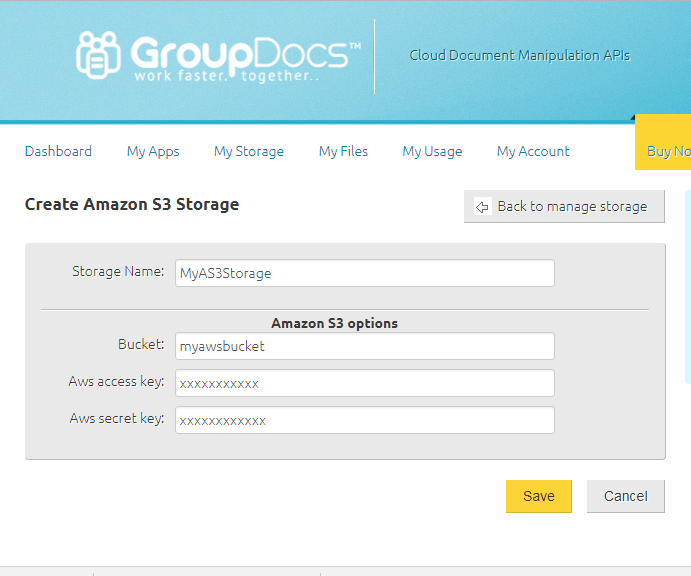 GroupDocs™
work faster. together..
Cloud Document Manipulation APIs
Dashboard My Apps My Storage My Files My Usage My Account Buy No
Create Amazon S3 Storage
Back to manage storage
Storage Name: MyAS3Storage
Amazon S3 options
Bucket: myawsbucket
Aws access key: xxxxxxxxxxx
Aws secret key: xxxxxxxxxxxx
Save Cancel